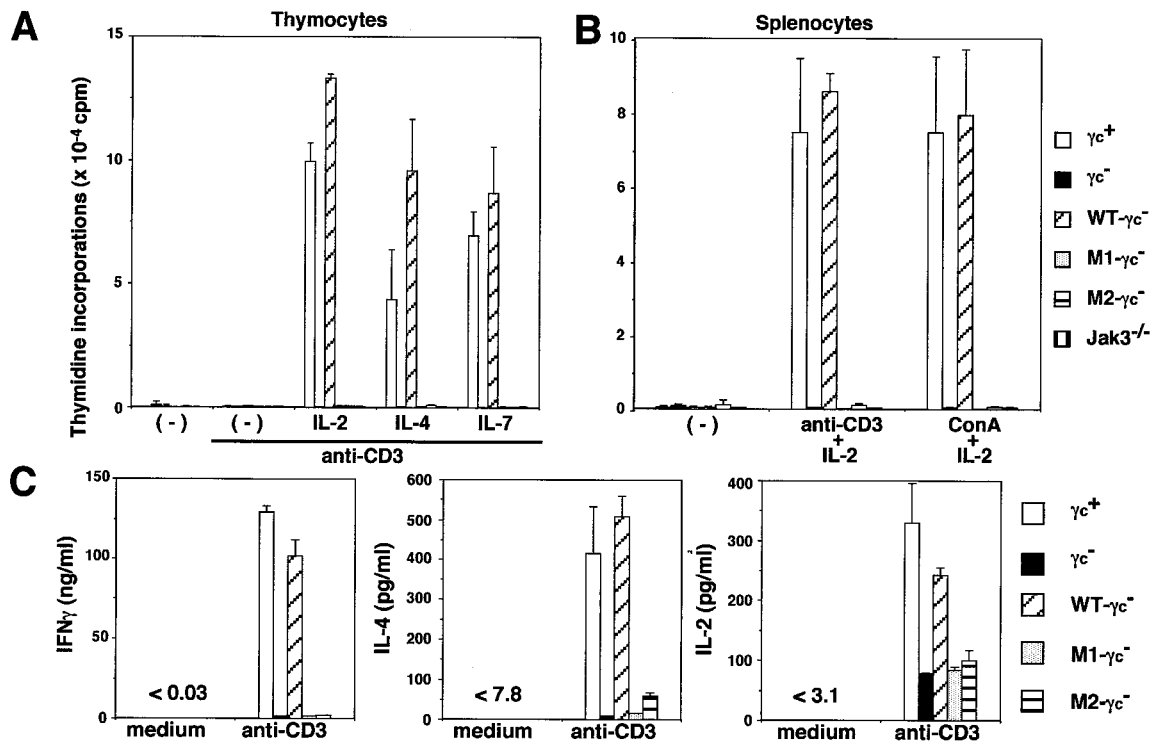 A
Thymocytes
Thymidine incorporations (x 10⁻⁴ cpm)
15
10
5
0
(-) (-) IL-2 IL-4 IL-7
anti-CD3
B
Splenocytes
10
8
6
4
2
0
(-) anti-CD3 + IL-2 ConA + IL-2
γc⁺
γc⁻
WT-γc⁻
M1-γc⁻
M2-γc⁻
Jak3⁻/⁻
C
IFNγ (ng/ml)
150
100
50
0
< 0.03
medium anti-CD3
IL-4 (pg/ml)
600
500
400
300
200
100
0
< 7.8
medium anti-CD3
IL-2 (pg/ml)
400
300
200
100
0
< 3.1
medium anti-CD3
γc⁺
γc⁻
WT-γc⁻
M1-γc⁻
M2-γc⁻